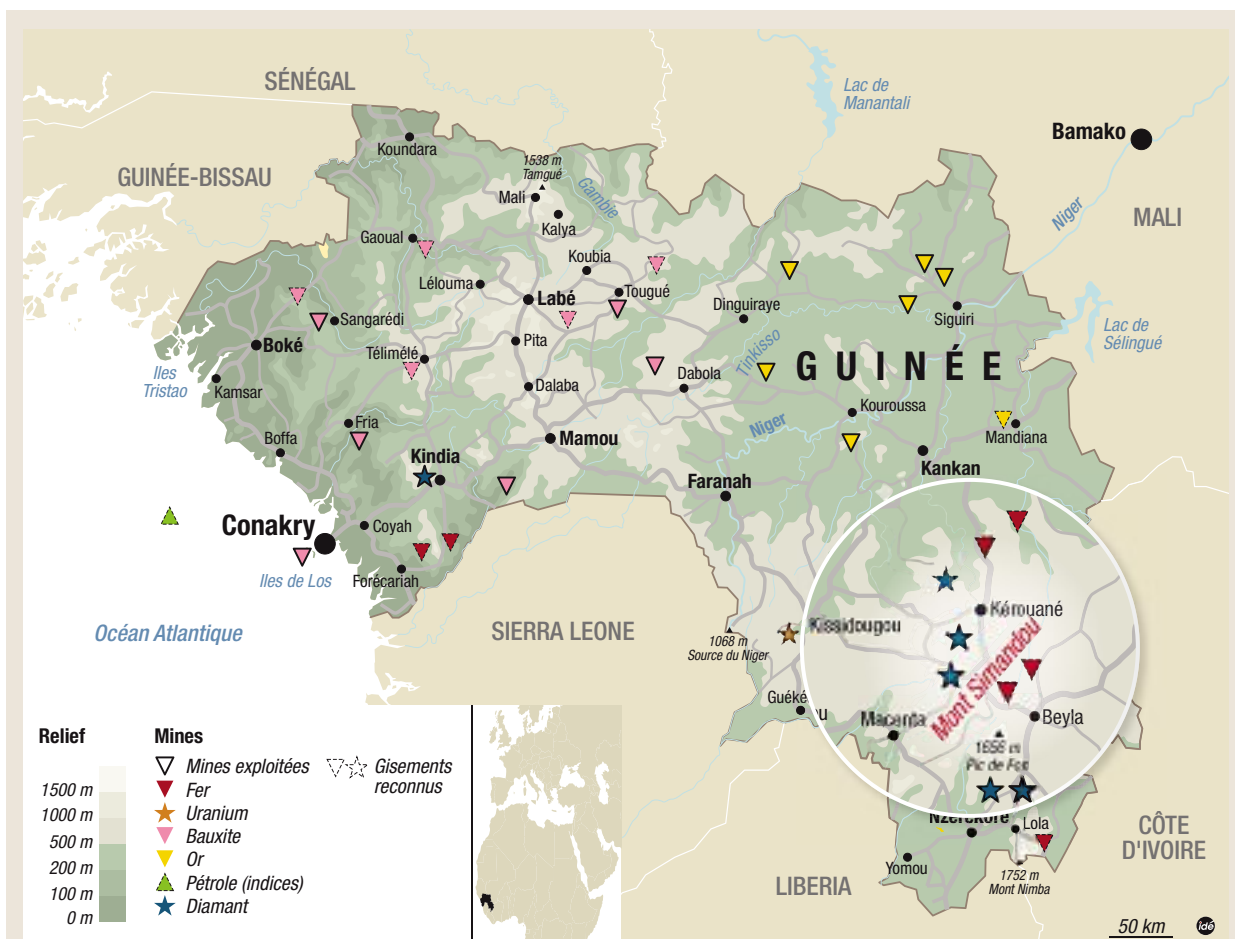 SÉNÉGAL
Lac de
Manantali
Bamako
Koundara
1538 m
Tamgué
GUINÉE-BISSAU
Mali
Gambie
Niger
MALI
Kalya
Gaoual
Koubia
Lélouma
Labé
Tougué
Dinguiraye
Siguiri
Sangarédi
Lac de
Sélingué
Boké
Pita
Télimélé
Tinkisso
GUINÉE
Iles
Tristao
Kamsar
Dalaba
Dabola
Kouroussa
Fria
Niger
Mandiana
Boffa
Mamou
Kindia
Kankan
Faranah
Conakry
Coyah
Iles de Los
Forécariah
Kérouané
Océan Atlantique
SIERRA LEONE
1068 m
Source du Niger
Kissidougou
Mont Simandou
Guéké
u
Macenta
Beyla
1656 m
Pic de Fon
Relief
Mines
1500 m
1000 m
500 m
200 m
100 m
0 m
Mines exploitées
Gisements
reconnus
Fer
Uranium
Bauxite
Or
Pétrole (indices)
Diamant
Nzérékoré
Lola
CÔTE
D'IVOIRE
Yomou
LIBERIA
1752 m
Mont Nimba
50 km
idé